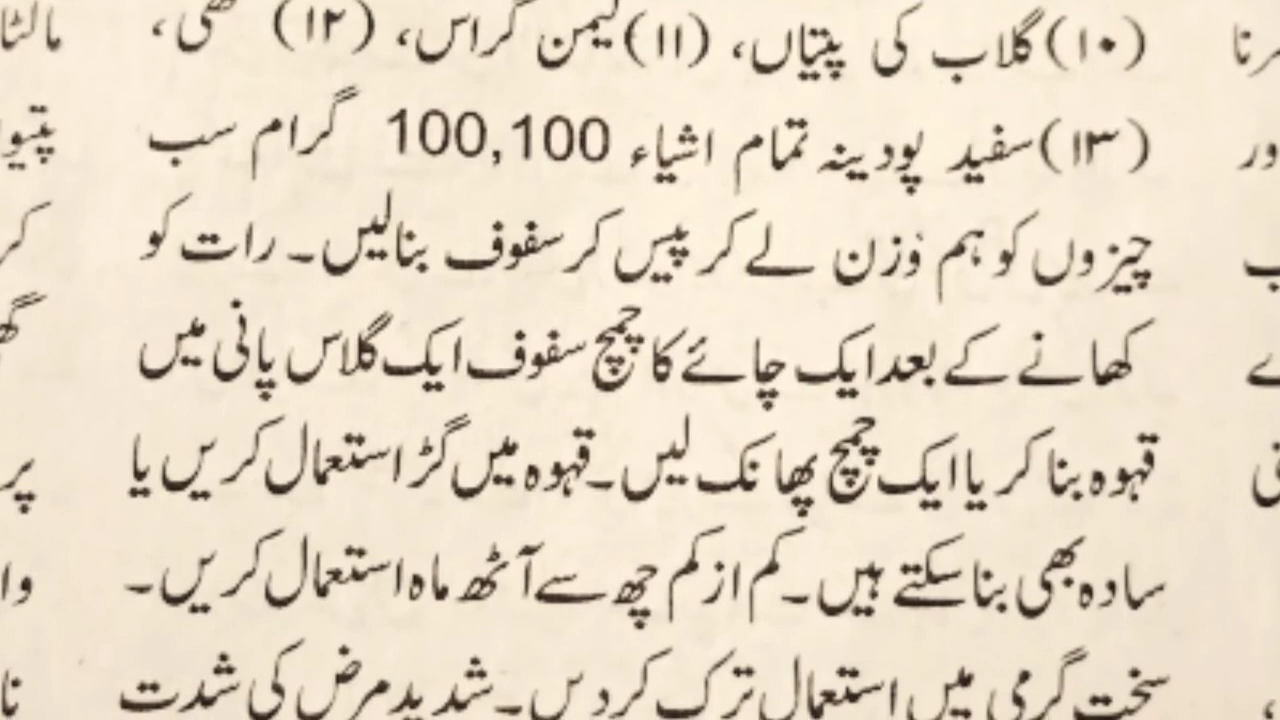 (۱۰) گلاب کی پتیاں، (۱۱) لیمن گراس، (۱۲)
(۱۳) سفید پودینہ تمام اشیاء 100,100 گرام سب
چیزوں کو ہم وزن لے کر پیس کر سفوف بنالیں۔ رات کو
کھانے کے بعد ایک چائے کا چمچ سفوف ایک گلاس پانی میں
قہوہ بنا کر یا ایک چمچ پھانک لیں۔ قہوہ میں گڑ استعمال کریں یا
سادہ بھی بنا سکتے ہیں۔ کم از کم چھ سے آٹھ ماہ استعمال کریں۔
سخت گرمی میں استعمال ترک کردیں۔ شدید مرض کی شدت